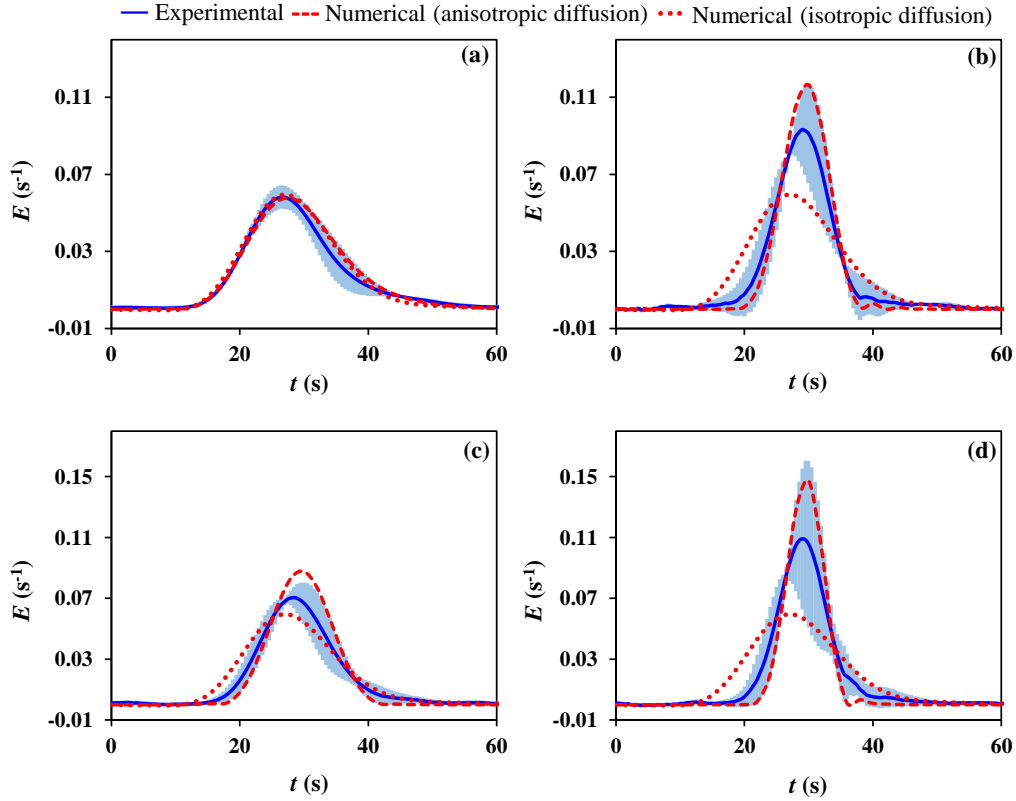 Experimental Numerical (anisotropic diffusion) Numerical (isotropic diffusion)
(a)
0.11
0.07
0.03
-0.01
E (s-1)
0 20 40 60
t (s)
(b)
0.11
0.07
0.03
-0.01
E (s-1)
0 20 40 60
t (s)
(c)
0.15
0.11
0.07
0.03
-0.01
E (s-1)
0 20 40 60
t (s)
(d)
0.15
0.11
0.07
0.03
-0.01
E (s-1)
0 20 40 60
t (s)